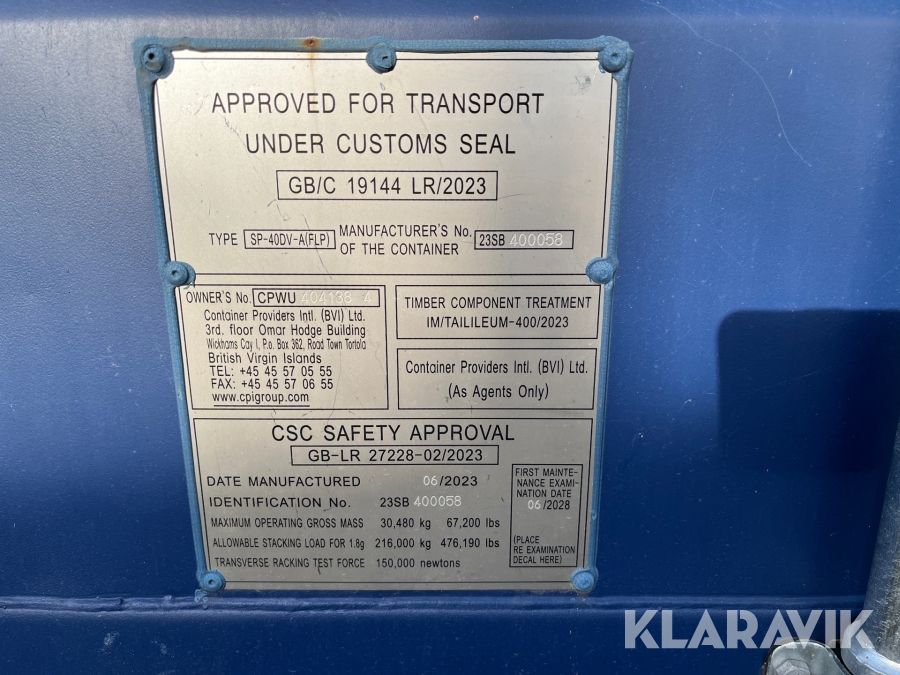 APPROVED FOR TRANSPORT
UNDER CUSTOMS SEAL
GB/C 19144 LR/2023
TYPE SP-40DV-A(FLP) MANUFACTURER'S No. OF THE CONTAINER 23SB 400058
OWNER'S No. CPWU 404138 4
Container Providers Intl. (BVI) Ltd.
3rd. floor Omar Hodge Building
Wickhams Cay I, P.o. Box 362, Road Town Tortola
British Virgin Islands
TEL: +45 45 57 05 55
FAX: +45 45 57 06 55
www.cpigroup.com
TIMBER COMPONENT TREATMENT
IM/TAILILEUM-400/2023
Container Providers Intl. (BVI) Ltd.
(As Agents Only)
CSC SAFETY APPROVAL
GB-LR 27228-02/2023
DATE MANUFACTURED 06/2023
IDENTIFICATION No. 23SB 400058
MAXIMUM OPERATING GROSS MASS 30,480 kg 67,200 lbs
ALLOWABLE STACKING LOAD FOR 1.8g 216,000 kg 476,190 lbs
TRANSVERSE RACKING TEST FORCE 150,000 newtons
FIRST MAINTE-
NANCE EXAMI-
NATION DATE
06/2028
(PLACE
RE EXAMINATION
DECAL HERE)
KLARAVIK